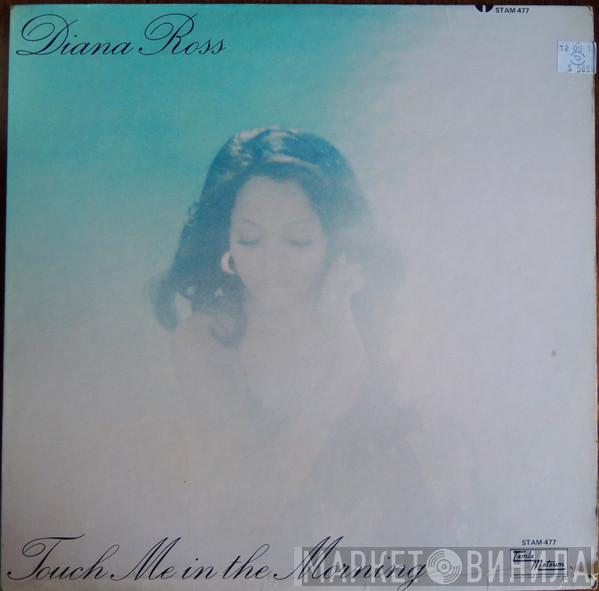 STAM-477
Diana Ross
STAM-477
Touch Me in the Morning
Tamla
Motown
МАРКЕТ ВИНИЛА